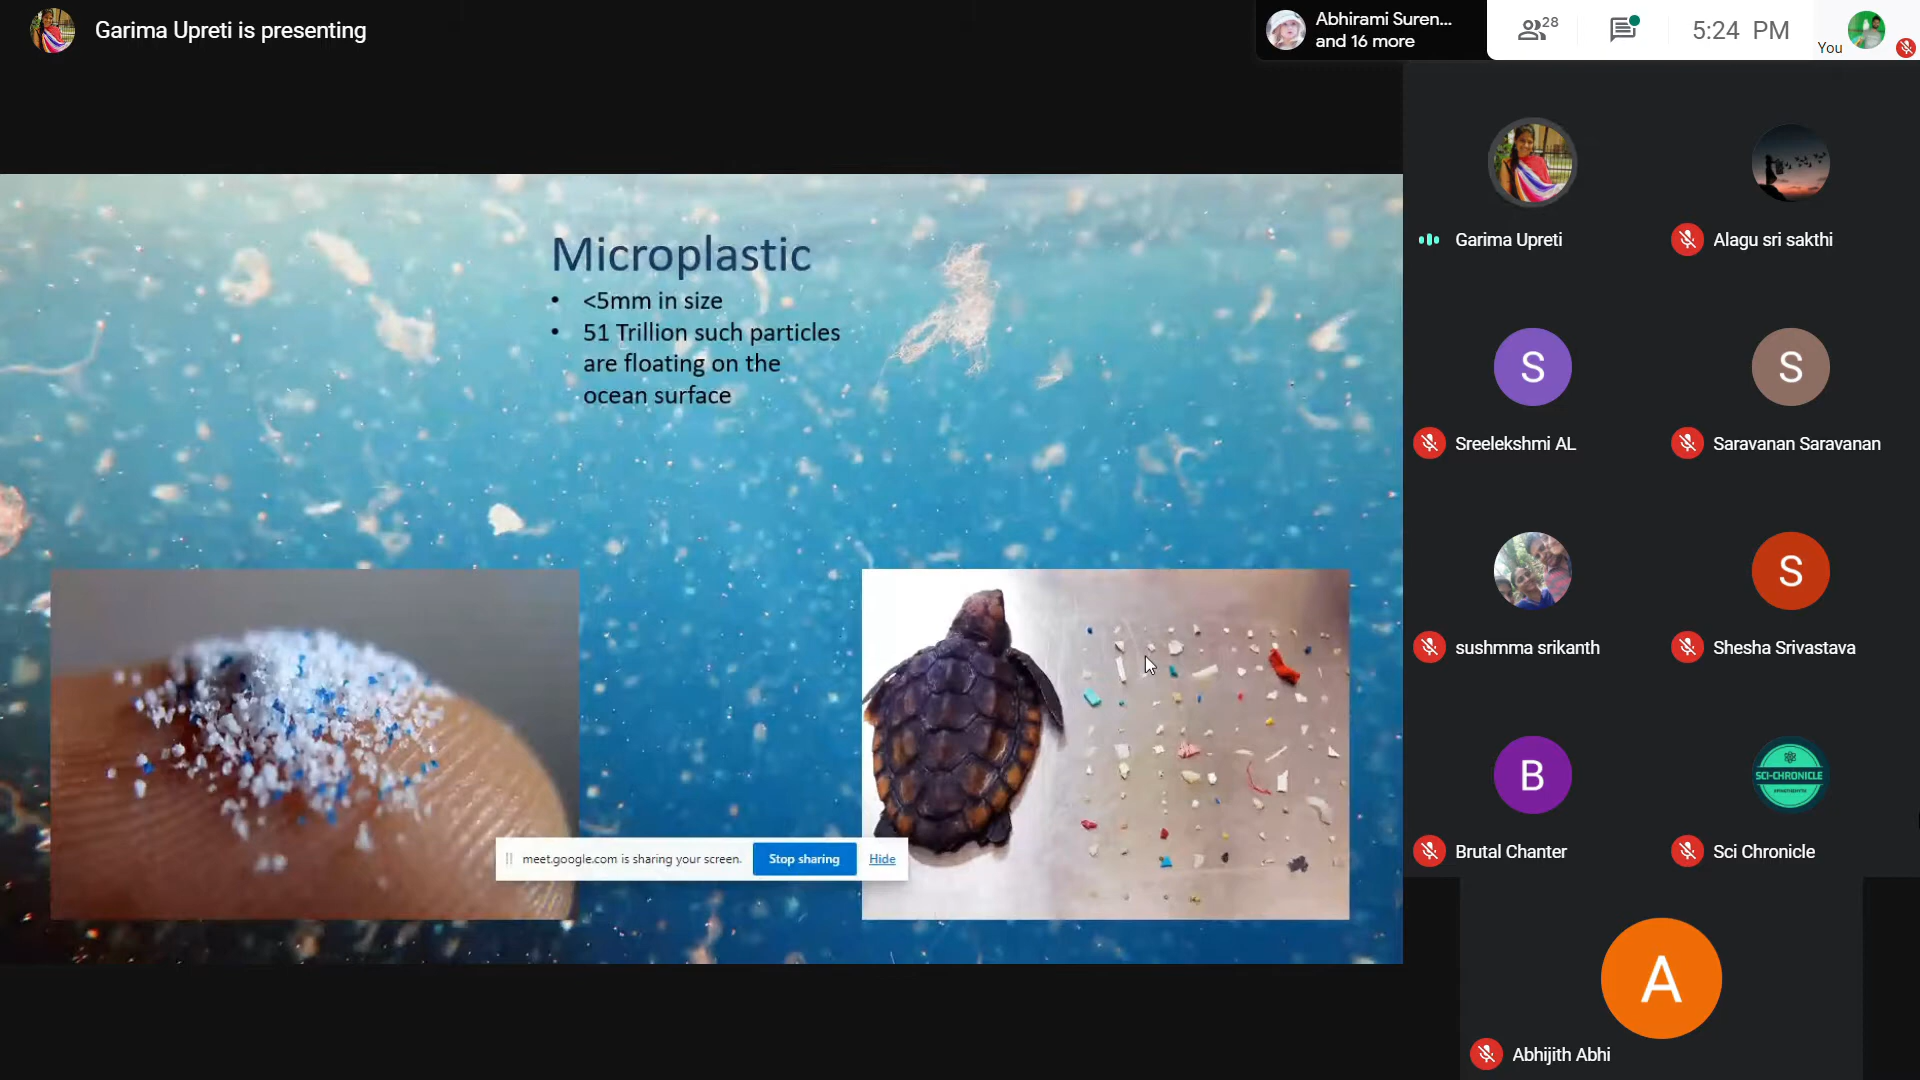 Garima Upreti is presenting
Abhirami Suren...
and 16 more
28
5:24 PM
You
Microplastic
• <5mm in size
• 51 Trillion such particles
are floating on the
ocean surface
meet.google.com is sharing your screen.
Stop sharing
Hide
Garima Upreti
Alagu sri sakthi
S
S
Sreelekshmi AL
Saravanan Saravanan
S
sushmma srikanth
Shesha Srivastava
B
SCI-CHRONICLE
Brutal Chanter
Sci Chronicle
A
Abhijith Abhi